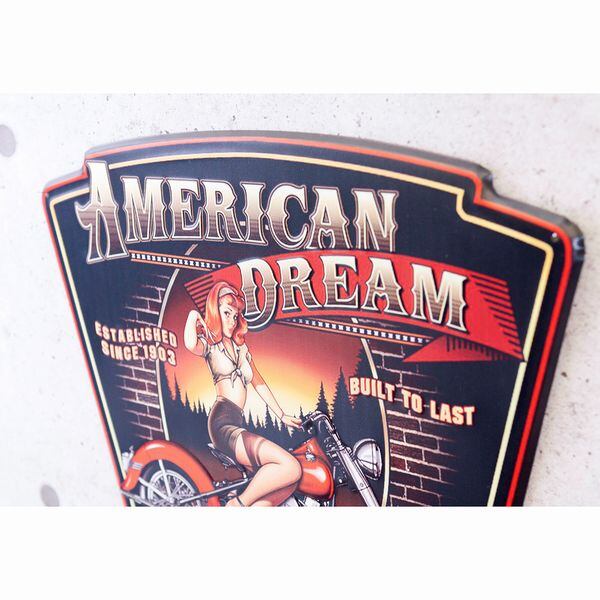 AMERICAN
DREAM
ESTABLISHED
SINCE 1903
BUILT TO LAST